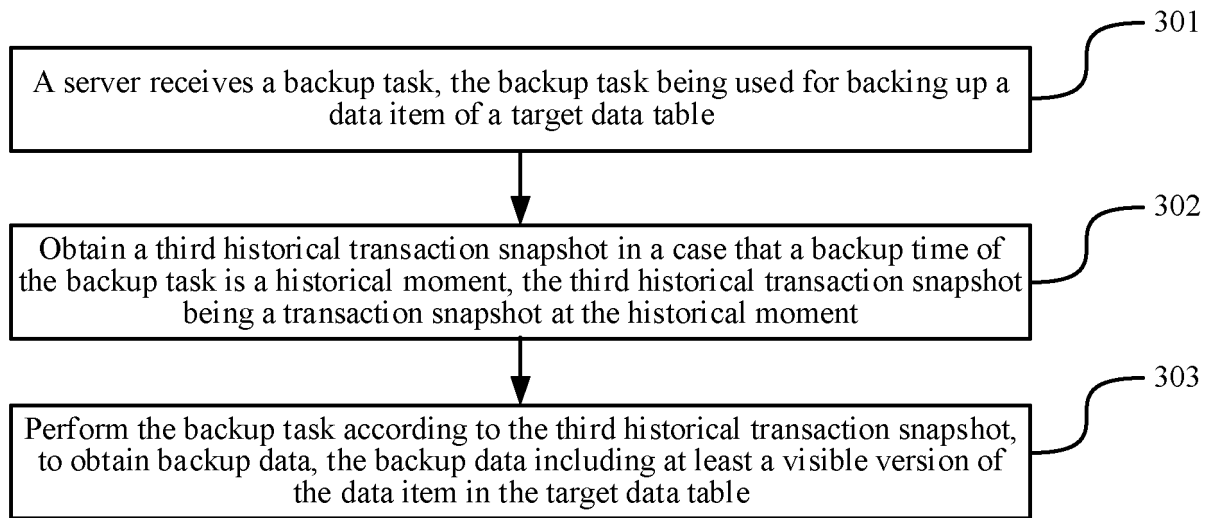 301
A server receives a backup task, the backup task being used for backing up a
data item of a target data table
302
Obtain a third historical transaction snapshot in a case that a backup time of
the backup task is a historical moment, the third historical transaction snapshot
being a transaction snapshot at the historical moment
303
Perform the backup task according to the third historical transaction snapshot,
to obtain backup data, the backup data including at least a visible version of
the data item in the target data table